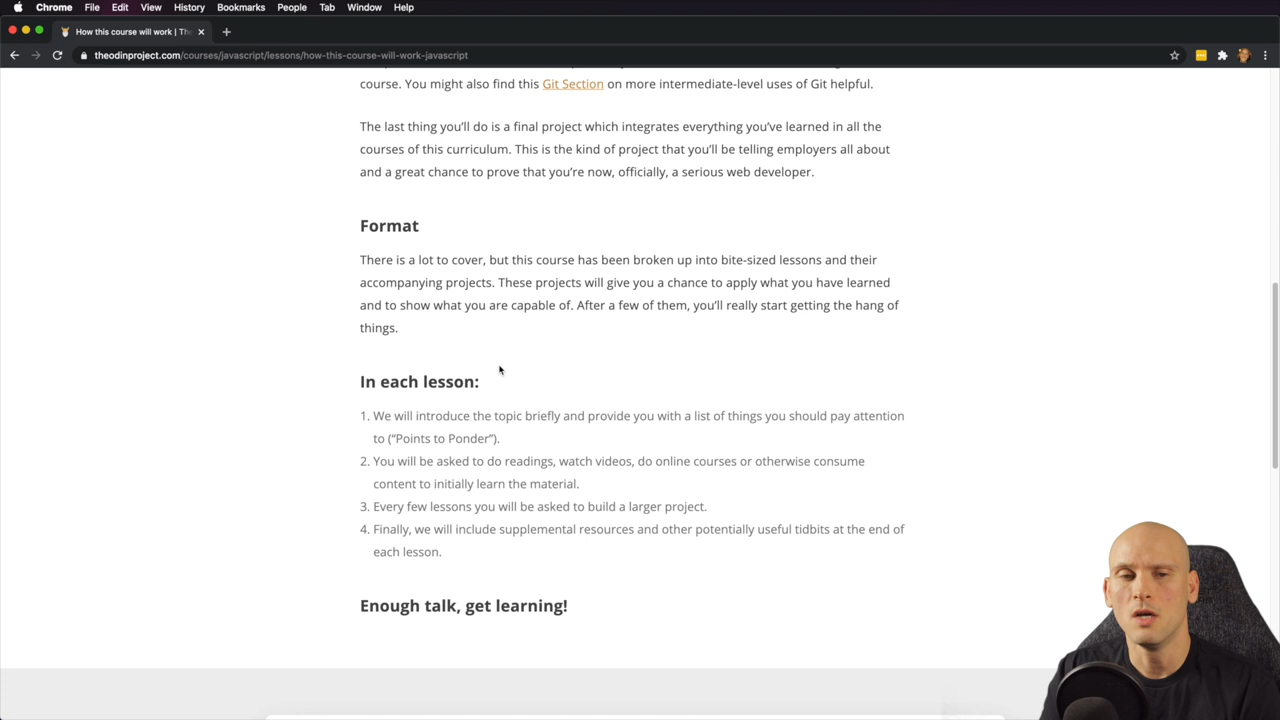 Chrome File Edit View History Bookmarks People Tab Window Help
How this course will work | The
theodinproject.com/courses/javascript/lessons/how-this-course-will-work-javascript
course. You might also find this Git Section on more intermediate-level uses of Git helpful.
The last thing you’ll do is a final project which integrates everything you’ve learned in all the
courses of this curriculum. This is the kind of project that you’ll be telling employers all about
and a great chance to prove that you’re now, officially, a serious web developer.
Format
There is a lot to cover, but this course has been broken up into bite-sized lessons and their
accompanying projects. These projects will give you a chance to apply what you have learned
and to show what you are capable of. After a few of them, you’ll really start getting the hang of
things.
In each lesson:
1. We will introduce the topic briefly and provide you with a list of things you should pay attention
to (“Points to Ponder”).
2. You will be asked to do readings, watch videos, do online courses or otherwise consume
content to initially learn the material.
3. Every few lessons you will be asked to build a larger project.
4. Finally, we will include supplemental resources and other potentially useful tidbits at the end of
each lesson.
Enough talk, get learning!